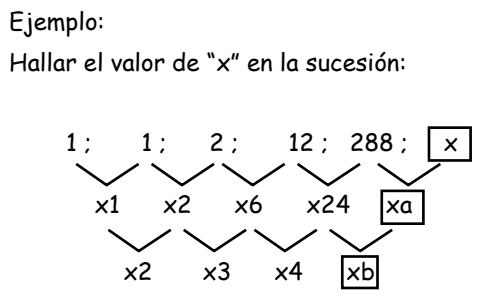 Ejemplo:
Hallar el valor de “x” en la sucesión:
1 ; 1 ; 2 ; 12 ; 288 ; x
x1 x2 x6 x24 xa
x2 x3 x4 xb